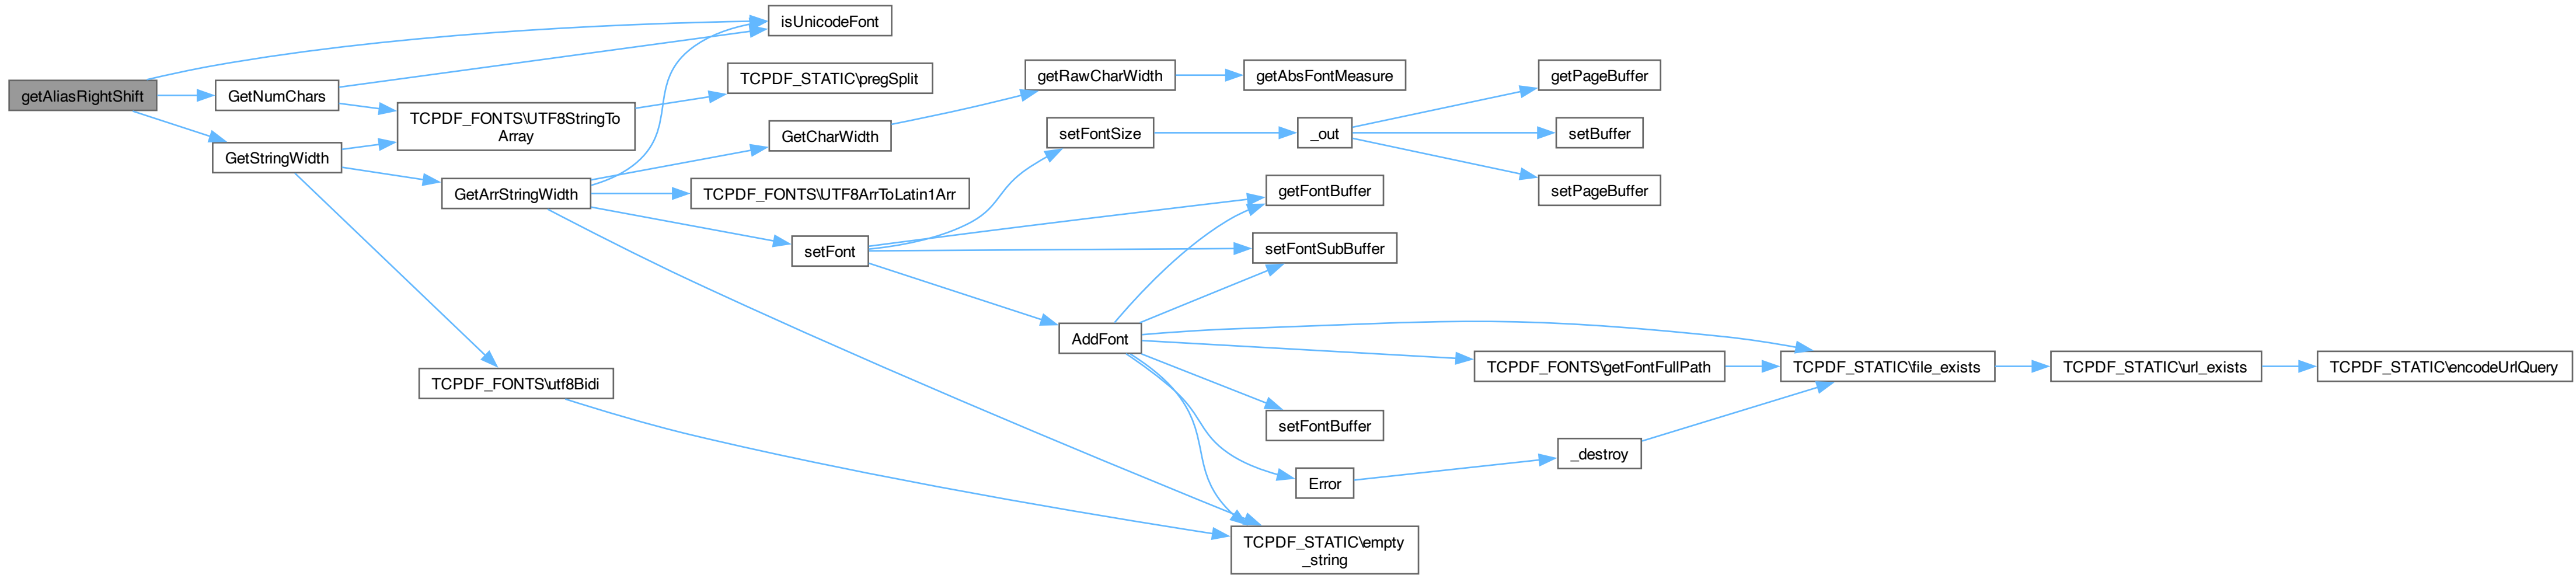 getAliasRightShift
isUnicodeFont
GetNumChars
TCPDF_FONTS\UTF8StringTo
Array
TCPDF_STATIC\pregSplit
GetStringWidth
GetArrStringWidth
GetCharWidth
getRawCharWidth
getAbsFontMeasure
TCPDF_FONTS\UTF8ArrToLatin1Arr
setFont
setFontSize
_out
getPageBuffer
setBuffer
setPageBuffer
getFontBuffer
setFontSubBuffer
AddFont
TCPDF_FONTS\getFontFullPath
TCPDF_STATIC\file_exists
TCPDF_STATIC\url_exists
TCPDF_STATIC\encodeUrlQuery
setFontBuffer
Error
_destroy
TCPDF_FONTS\utf8Bidi
TCPDF_STATIC\empty
_string